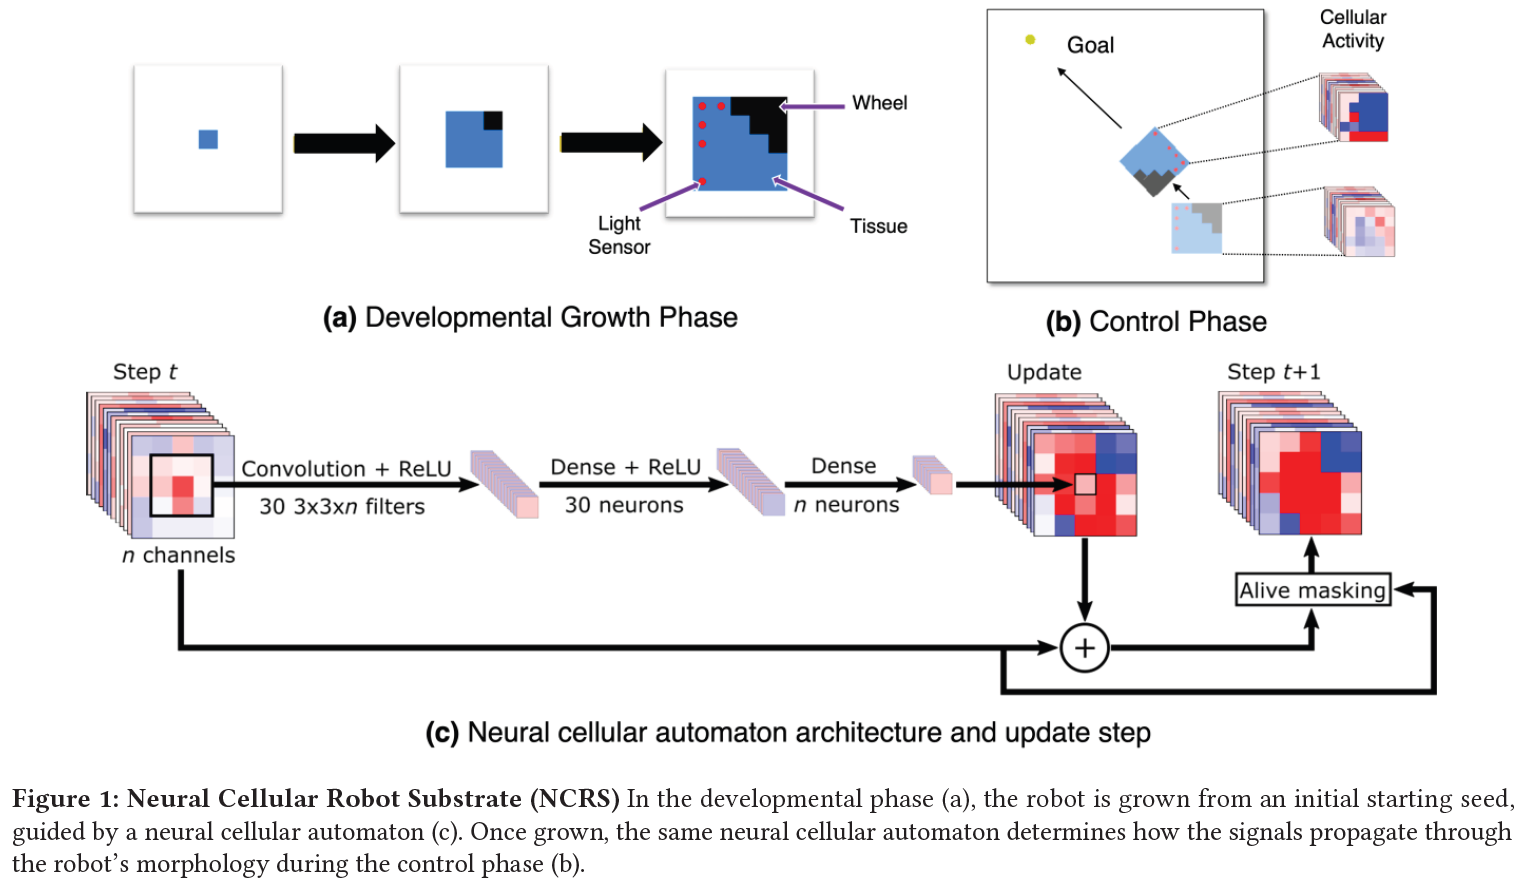 Wheel
Light
Sensor
Tissue
(a) Developmental Growth Phase
Goal
Cellular
Activity
(b) Control Phase
Step t
Convolution + ReLU
30 3x3xn filters
n channels
Dense + ReLU
30 neurons
Dense
n neurons
Update
Step t+1
Alive masking
+
(c) Neural cellular automaton architecture and update step
Figure 1: Neural Cellular Robot Substrate (NCRS) In the developmental phase (a), the robot is grown from an initial starting seed,
guided by a neural cellular automaton (c). Once grown, the same neural cellular automaton determines how the signals propagate through
the robot's morphology during the control phase (b).